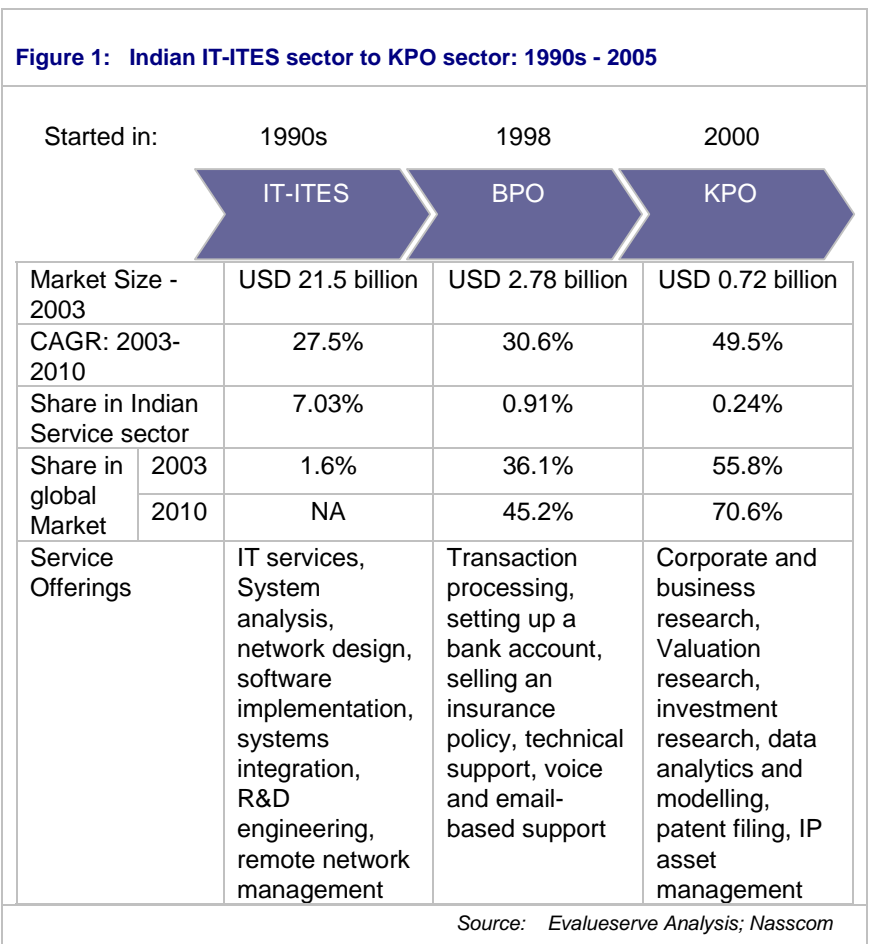 Figure 1: Indian IT-ITES sector to KPO sector: 1990s - 2005
Started in: 1990s 1998 2000
IT-ITES BPO KPO
Market Size - 2003 USD 21.5 billion USD 2.78 billion USD 0.72 billion
CAGR: 2003-2010 27.5% 30.6% 49.5%
Share in Indian Service sector 7.03% 0.91% 0.24%
Share in global Market
2003 1.6% 36.1% 55.8%
2010 NA 45.2% 70.6%
Service Offerings
IT services,
System
analysis,
network design,
software
implementation,
systems
integration,
R&D
engineering,
remote network
management
Transaction
processing,
setting up a
bank account,
selling an
insurance
policy, technical
support, voice
and email-
based support
Corporate and
business
research,
Valuation
research,
investment
research, data
analytics and
modelling,
patent filing, IP
asset
management
Source: Evalueserve Analysis; Nasscom